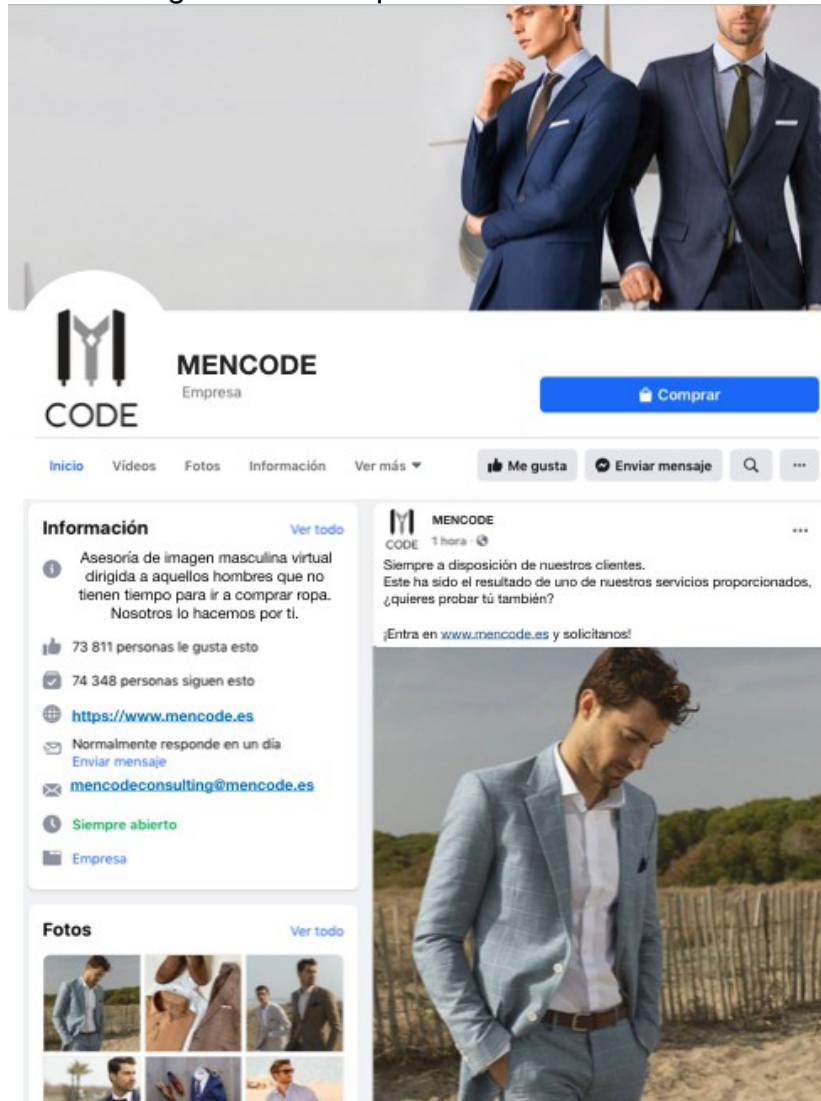 CODE
MENCODE
Empresa
Comprar
Inicio
Vídeos
Fotos
Información
Ver más
Me gusta
Enviar mensaje
Información
Ver todo
Asesoría de imagen masculina virtual
dirigida a aquellos hombres que no
tienen tiempo para ir a comprar ropa.
Nosotros lo hacemos por ti.
73 811 personas le gusta esto
74 348 personas siguen esto
https://www.mencode.es
Normalmente responde en un día
Enviar mensaje
mencodeconsulting@mencode.es
Siempre abierto
Empresa
Fotos
Ver todo
CODE
MENCODE
1 hora ·
Siempre a disposición de nuestros clientes.
Este ha sido el resultado de uno de nuestros servicios proporcionados,
¿quieres probar tú también?
¡Entra en www.mencode.es y solicítanos!